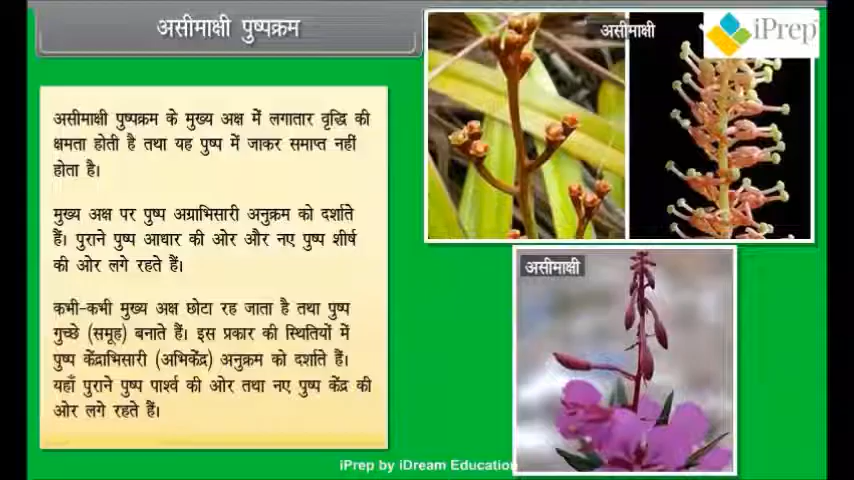 असीमाक्षी पुष्पक्रम
असीमाक्षी
iPrep
असीमाक्षी पुष्पक्रम के मुख्य अक्ष में लगातार वृद्धि की
क्षमता होती है तथा यह पुष्प में जाकर समाप्त नहीं
होता है।
मुख्य अक्ष पर पुष्प अग्राभिसारी अनुक्रम को दर्शाते
हैं। पुराने पुष्प आधार की ओर और नए पुष्प शीर्ष
की ओर लगे रहते हैं।
कभी-कभी मुख्य अक्ष छोटा रह जाता है तथा पुष्प
गुच्छे (समूह) बनाते हैं। इस प्रकार की स्थितियों में
पुष्प केंद्राभिसारी (अभिकेंद्र) अनुक्रम को दर्शाते हैं।
यहाँ पुराने पुष्प पार्श्व की ओर तथा नए पुष्प केंद्र की
ओर लगे रहते हैं।
असीमाक्षी
iPrep by iDream Education